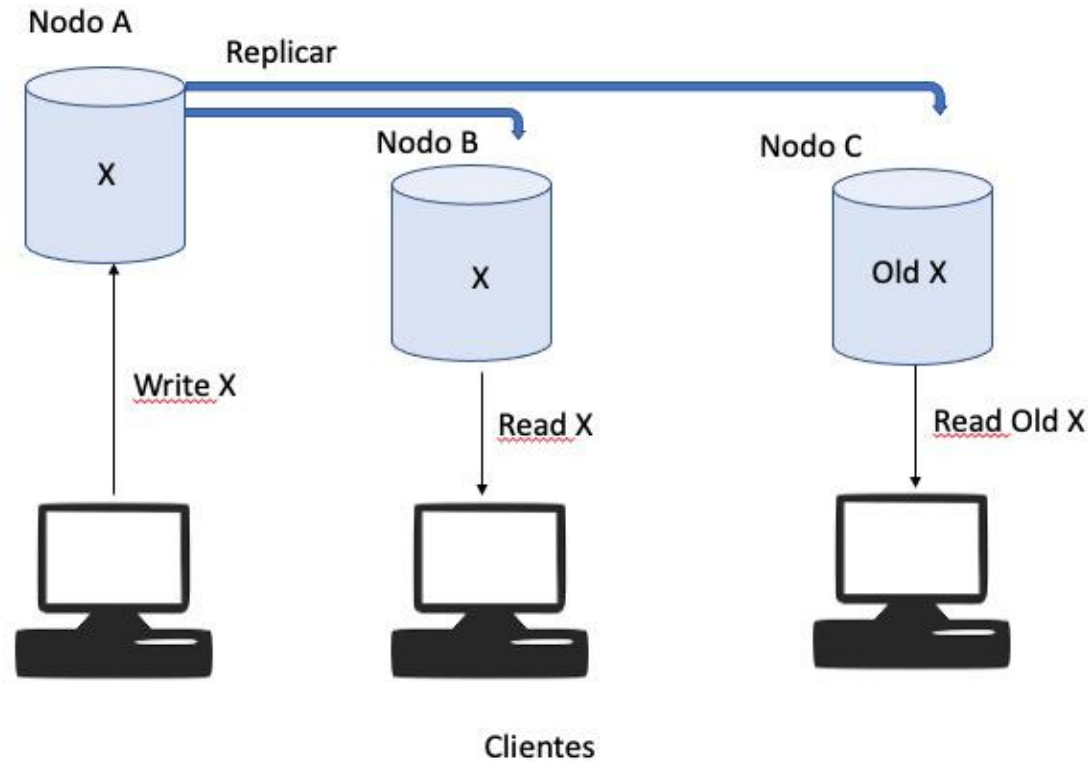 Nodo A
Replicar
Nodo B
Nodo C
X
X
Old X
Write X
Read X
Read Old X
Clientes